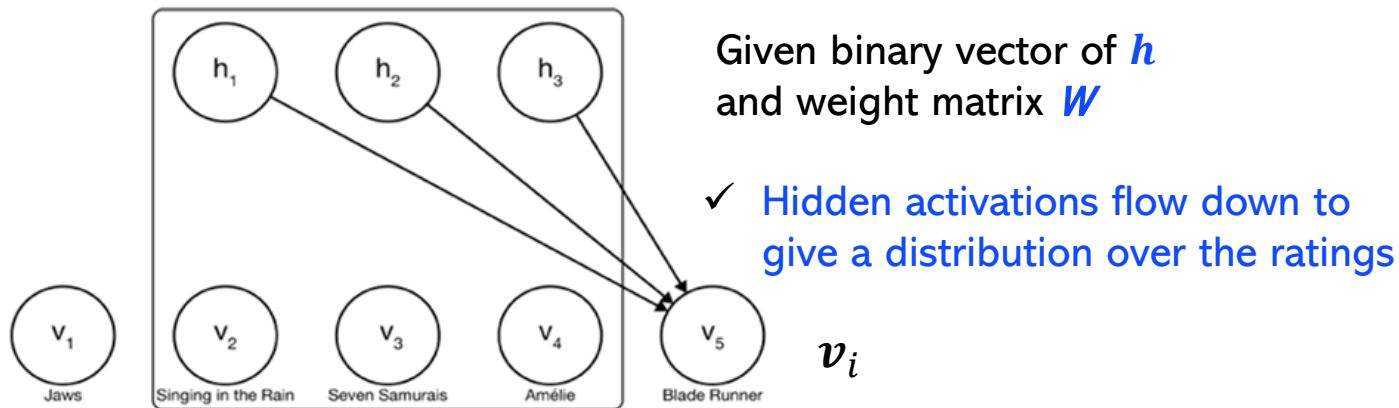 h1 h2 h3
Given binary vector of h
and weight matrix W
✓ Hidden activations flow down to
give a distribution over the ratings
v1 v2 v3 v4 v5 vi
Jaws Singing in the Rain Seven Samurais Amélie Blade Runner